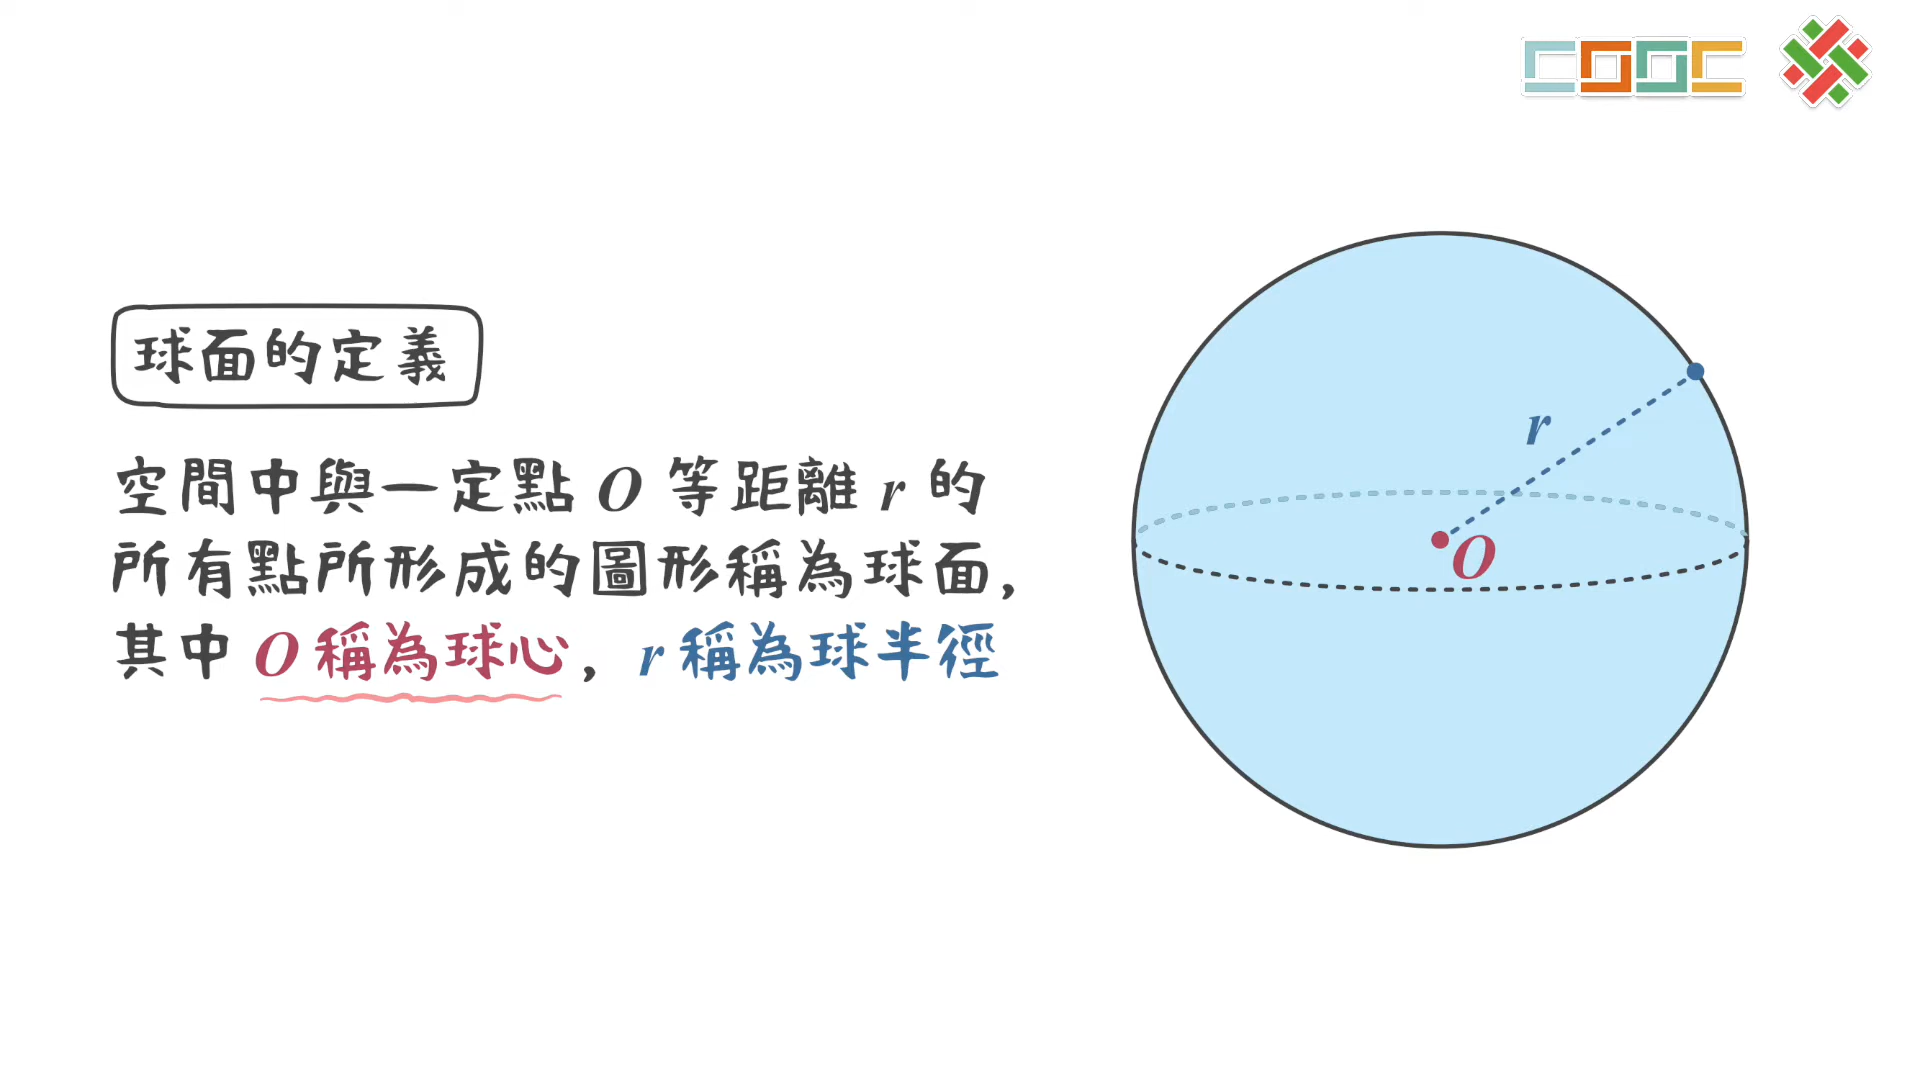 COOC
球面的定義
空間中與一定點 O 等距離 r 的
所有點所形成的圖形稱為球面,
其中 O 稱為球心, r 稱為球半徑
r
O